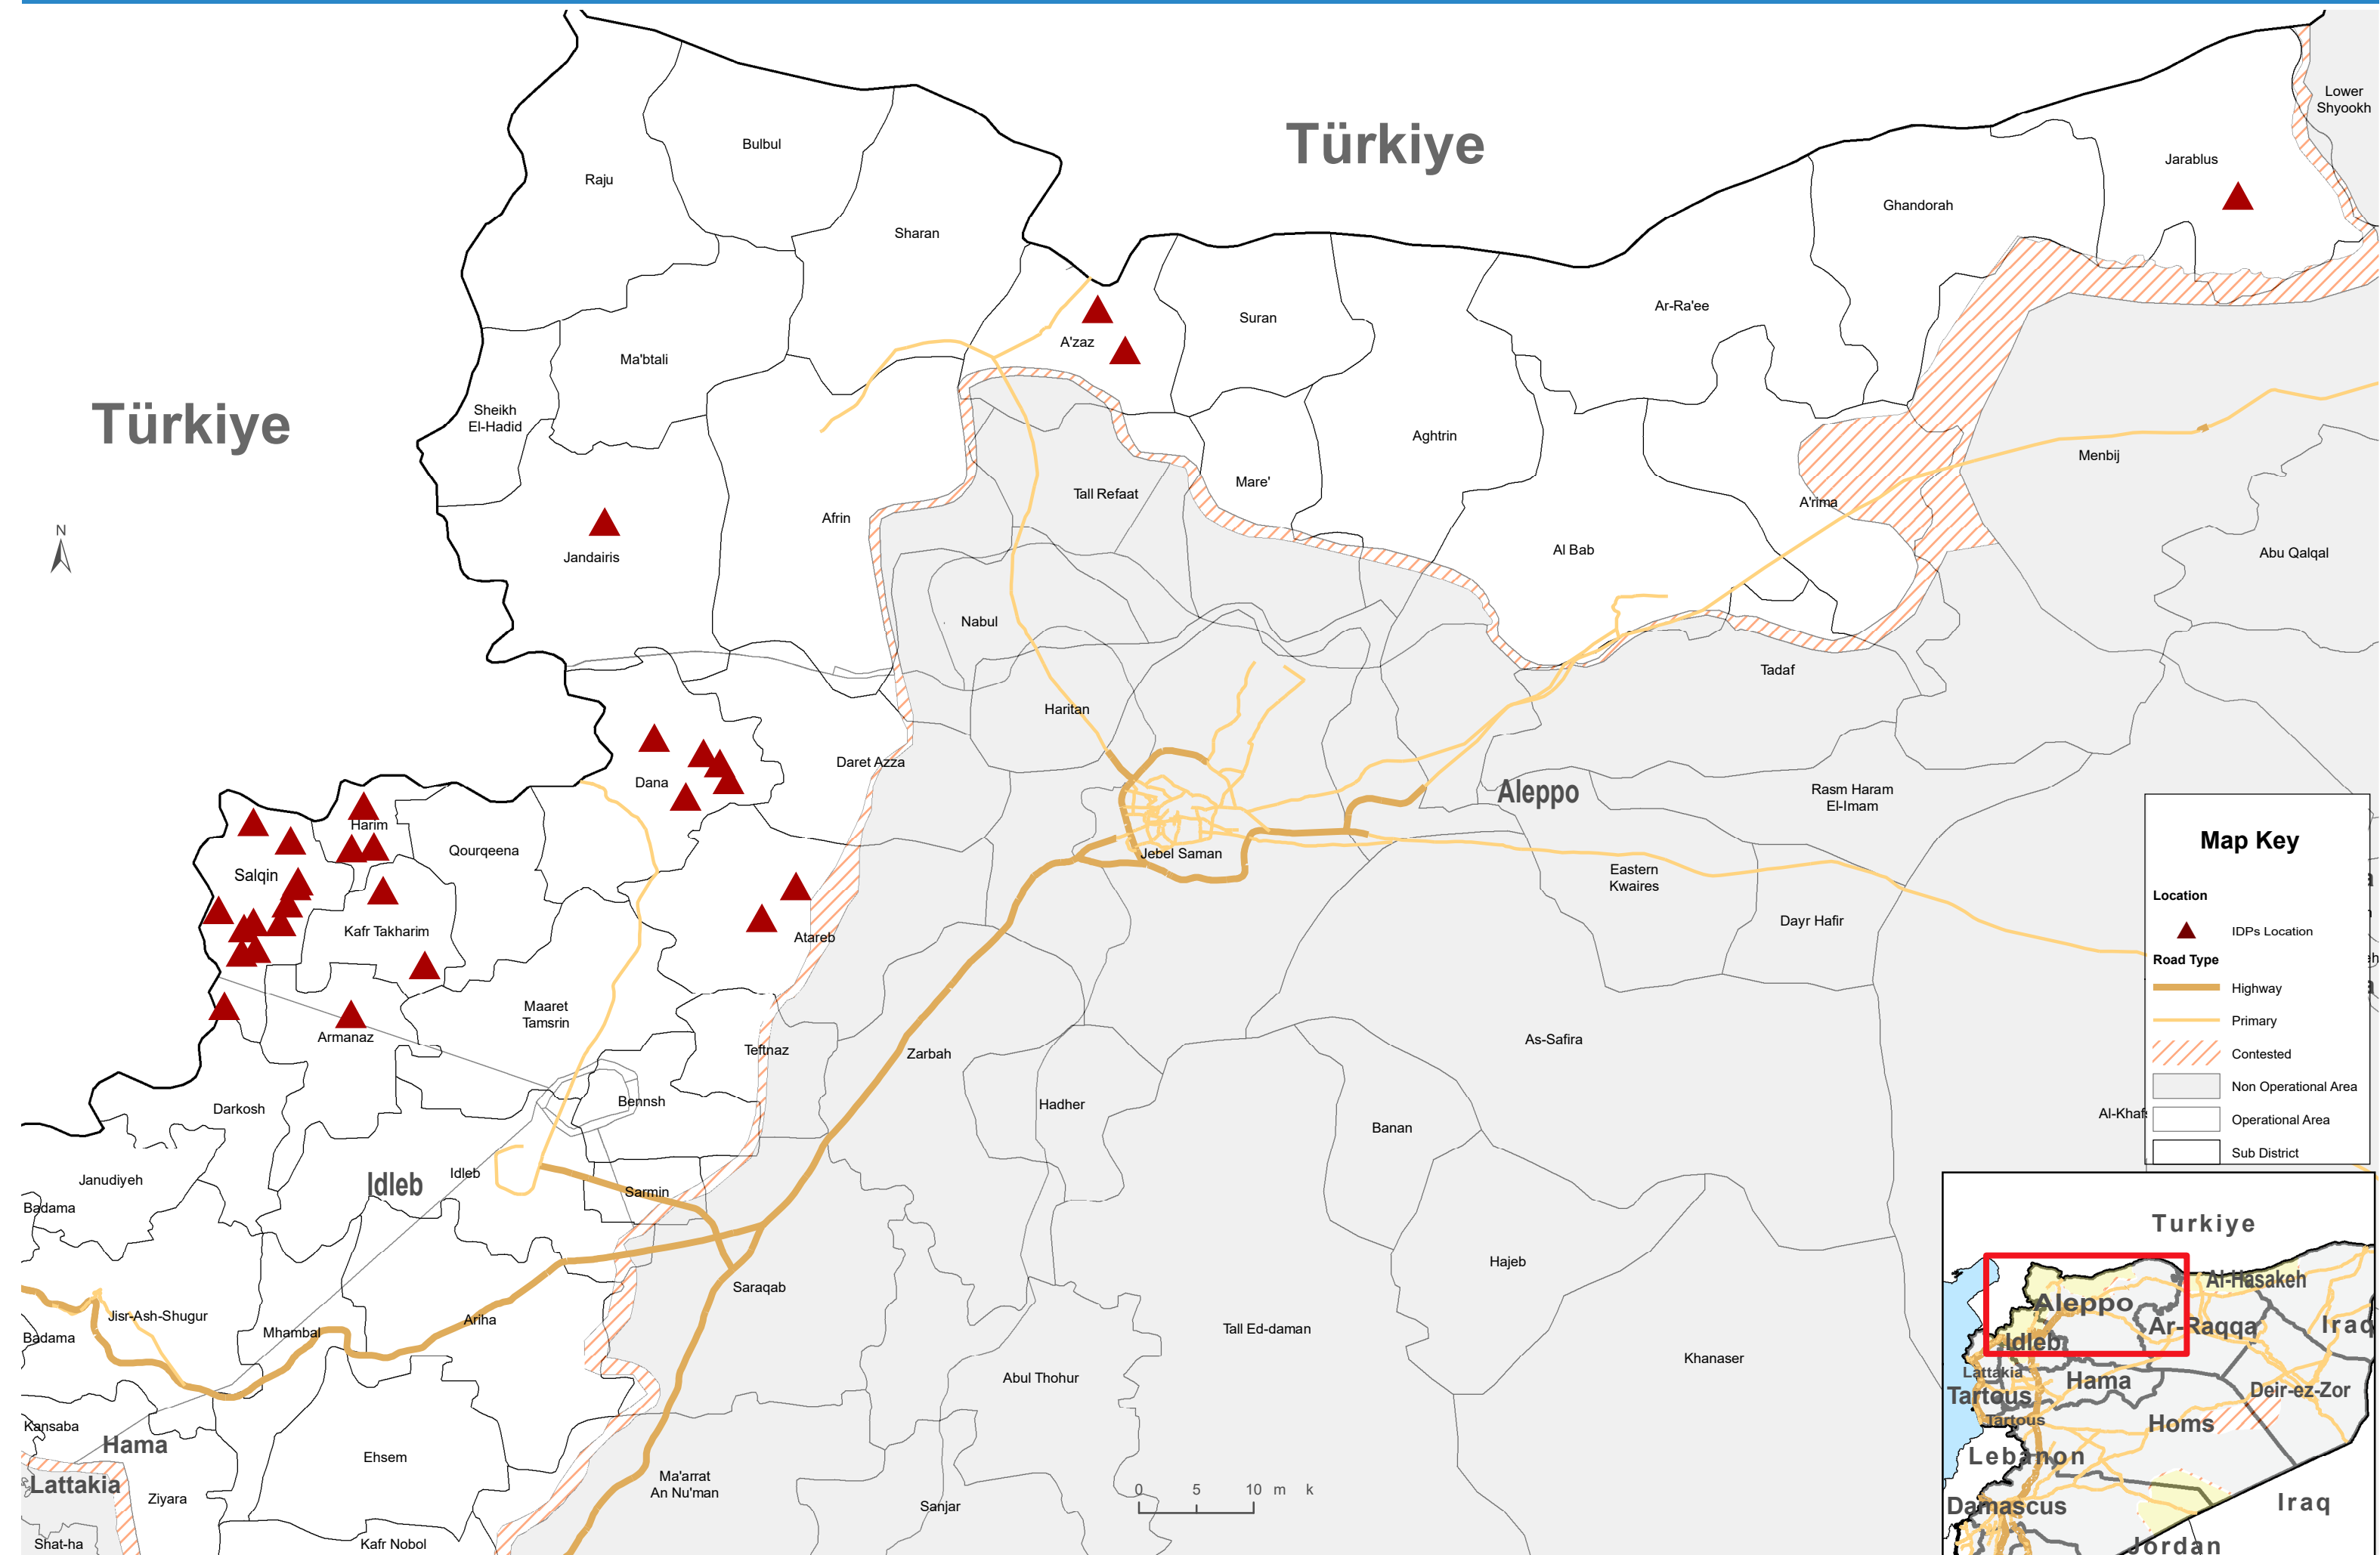 Türkiye
Türkiye
Lower
Shyookh
Jarablus
Bulbul
Raju
Ghandorah
Sharan
Ar-Ra'ee
Suran
A'zaz
Ma'btali
Sheikh
El-Hadid
Aghtrin
Menbij
Mare'
Tall Refaat
A'rima
Afrin
N
Jandairis
Al Bab
Abu Qalqal
Nabul
Tadaf
Haritan
Daret Azza
Dana
Aleppo
Rasm Haram
El-Imam
Harim
Qourqeena
Jebel Saman
Salqin
Eastern
Kwaires
Dayr Hafir
Kafr Takharim
Atareb
Maaret
Tamsrin
Armanaz
Teftnaz
Zarbah
As-Safira
Bennsh
Darkosh
Hadher
Banan
Al-Khaf
Janudiyeh
Idleb
Idleb
Sarmin
Badama
Hajeb
Saraqab
Jisr-Ash-Shugur
Mhambal
Ariha
Badama
Tall Ed-daman
Khanaser
Abul Thohur
Kansaba
Hama
Ehsem
Lattakia
Ziyara
Ma'arrat
An Nu'man
Sanjar
Shat-ha
Kafr Nobol
0 5 10 m k
Map Key
Location
IDPs Location
Road Type
Highway
Primary
Contested
Non Operational Area
Operational Area
Sub District
Turkiye
Al-Hasakeh
Aleppo
Ar-Raqqa
Iraq
Idleb
Lattakia
Hama
Tartous
Deir-ez-Zor
Tartous
Homs
Lebanon
Damascus
Iraq
Jordan